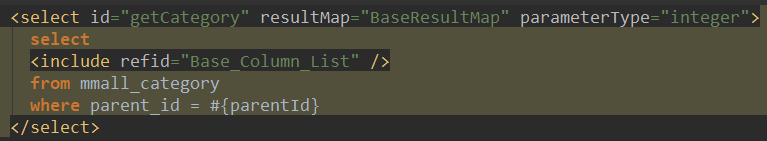 <select id="getCategory" resultMap="BaseResultMap" parameterType="integer">
select
<include refid="Base_Column_List" />
from mmall_category
where parent_id = #{parentId}
</select>